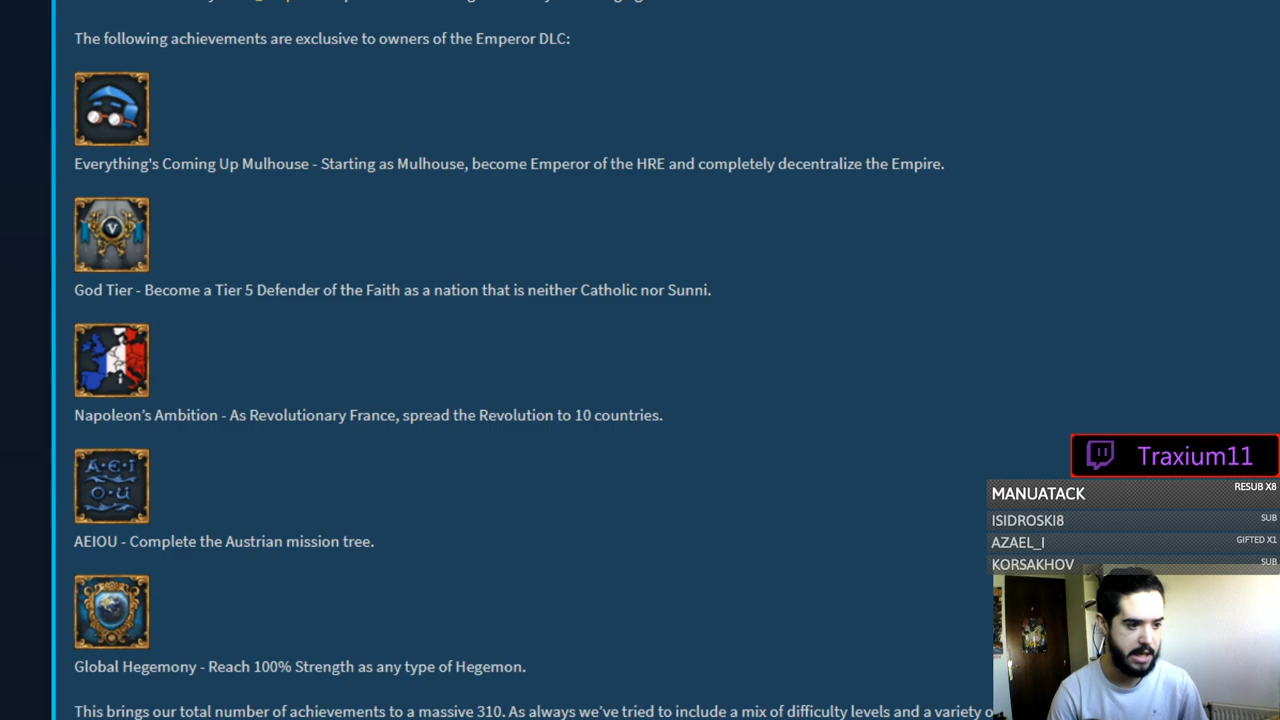 The following achievements are exclusive to owners of the Emperor DLC:
Everything's Coming Up Mulhouse - Starting as Mulhouse, become Emperor of the HRE and completely decentralize the Empire.
V
God Tier - Become a Tier 5 Defender of the Faith as a nation that is neither Catholic nor Sunni.
Napoleon’s Ambition - As Revolutionary France, spread the Revolution to 10 countries.
A·E·I
O·U
AEIOU - Complete the Austrian mission tree.
Global Hegemony - Reach 100% Strength as any type of Hegemon.
This brings our total number of achievements to a massive 310. As always we’ve tried to include a mix of difficulty levels and a variety o
Traxium11
MANUATACK RESUB X8
ISIDROSKI8 SUB
AZAEL_I GIFTED X1
KORSAKHOV SUB